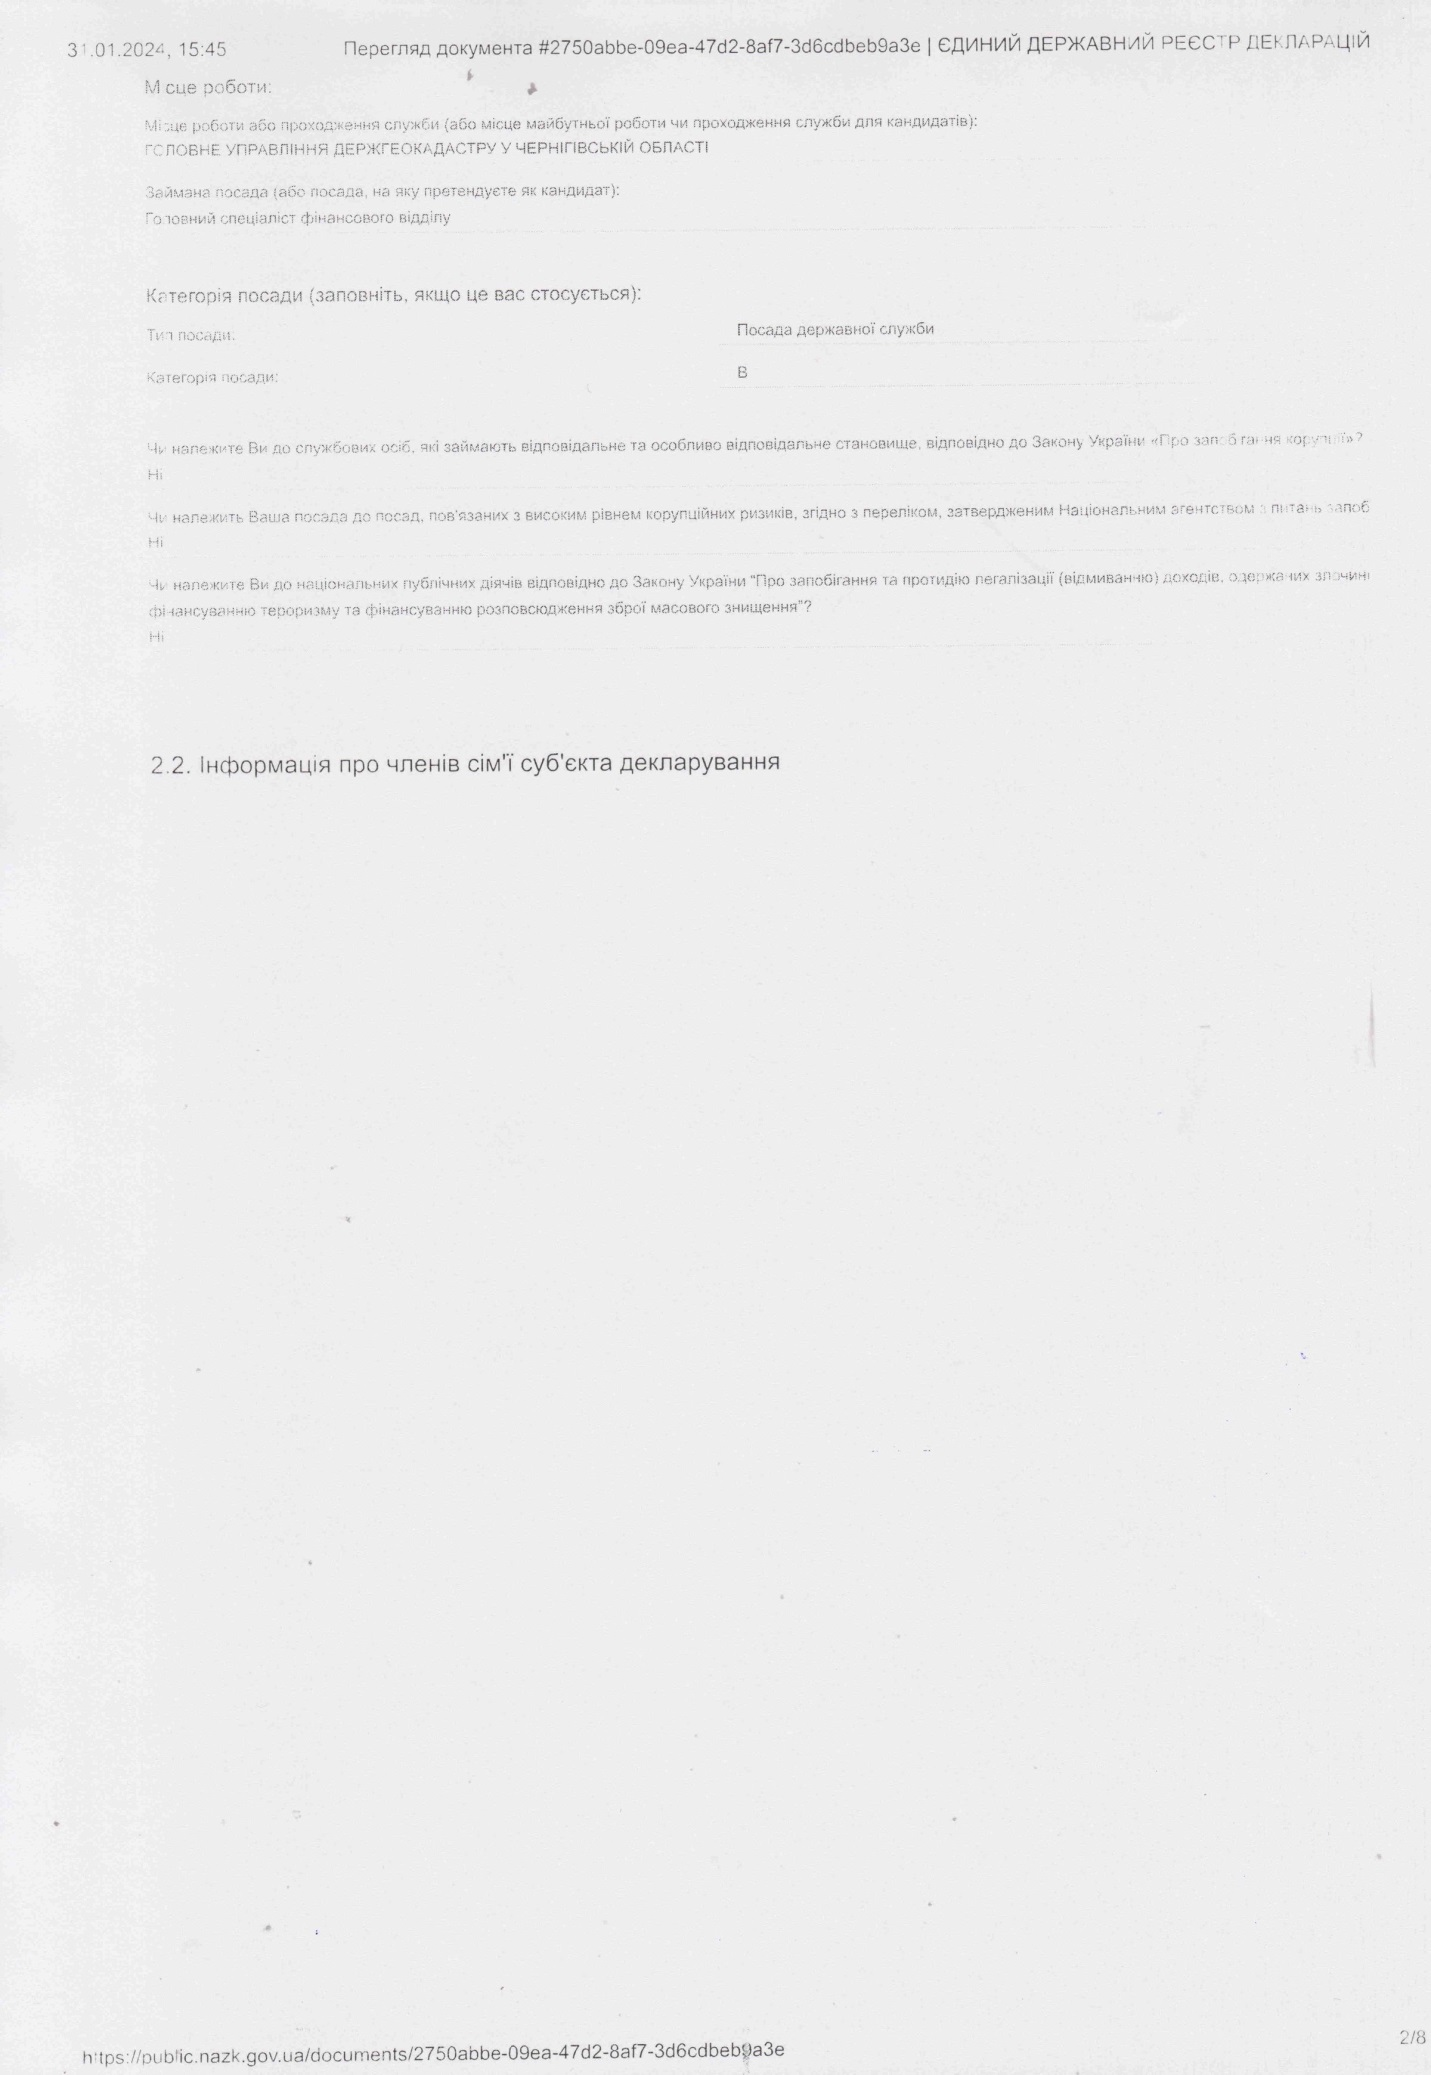 31.01.2024, 15:45 Перегляд документа #2750abbe-09ea-47d2-8af7-3d6cdbeb9a3e | ЄДИНИЙ ДЕРЖАВНИЙ РЕЄСТР ДЕКЛАРАЦІЙ
Місце роботи:
Місце роботи або проходження служби (або місце майбутньої роботи чи проходження служби для кандидатів):
ГОЛОВНЕ УПРАВЛІННЯ ДЕРЖГЕОКАДАСТРУ У ЧЕРНІГІВСЬКІЙ ОБЛАСТІ
Займана посада (або посада, на яку претендуєте як кандидат):
Головний спеціаліст фінансового відділу
Категорія посади (заповніть, якщо це вас стосується):
Тип посади: Посада державної служби
Категорія посади: В
Чи належите Ви до службових осіб, які займають відповідальне та особливо відповідальне становище, відповідно до Закону України «Про запобігання корупції»?
Ні
Чи належить Ваша посада до посад, пов'язаних з високим рівнем корупційних ризиків, згідно з переліком, затвердженим Національним агентством з питань запоб
Ні
Чи належите Ви до національних публічних діячів відповідно до Закону України "Про запобігання та протидію легалізації (відмиванню) доходів, одержаних злочинн
фінансуванню тероризму та фінансуванню розповсюдження зброї масового знищення"?
Ні
2.2. Інформація про членів сім'ї суб'єкта декларування
https://public.nazk.gov.ua/documents/2750abbe-09ea-47d2-8af7-3d6cdbeb9a3e 2/8